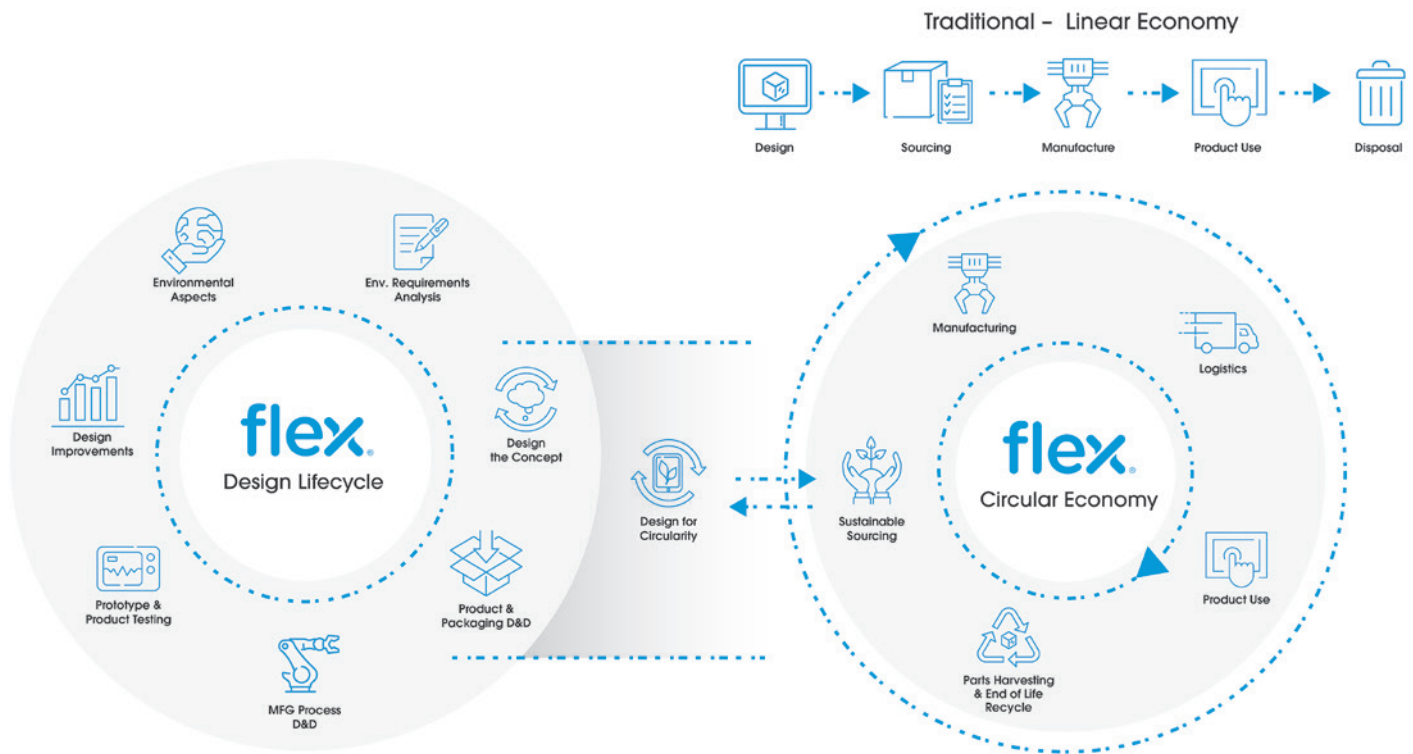 Traditional – Linear Economy
Design
Sourcing
Manufacture
Product Use
Disposal
Environmental
Aspects
Env. Requirements
Analysis
Design
the Concept
Product &
Packaging D&D
MFG Process
D&D
Prototype &
Product Testing
Design
Improvements
flex®
Design Lifecycle
Design for
Circularity
Manufacturing
Logistics
Product Use
Parts Harvesting
& End of Life
Recycle
Sustainable
Sourcing
flex®
Circular Economy